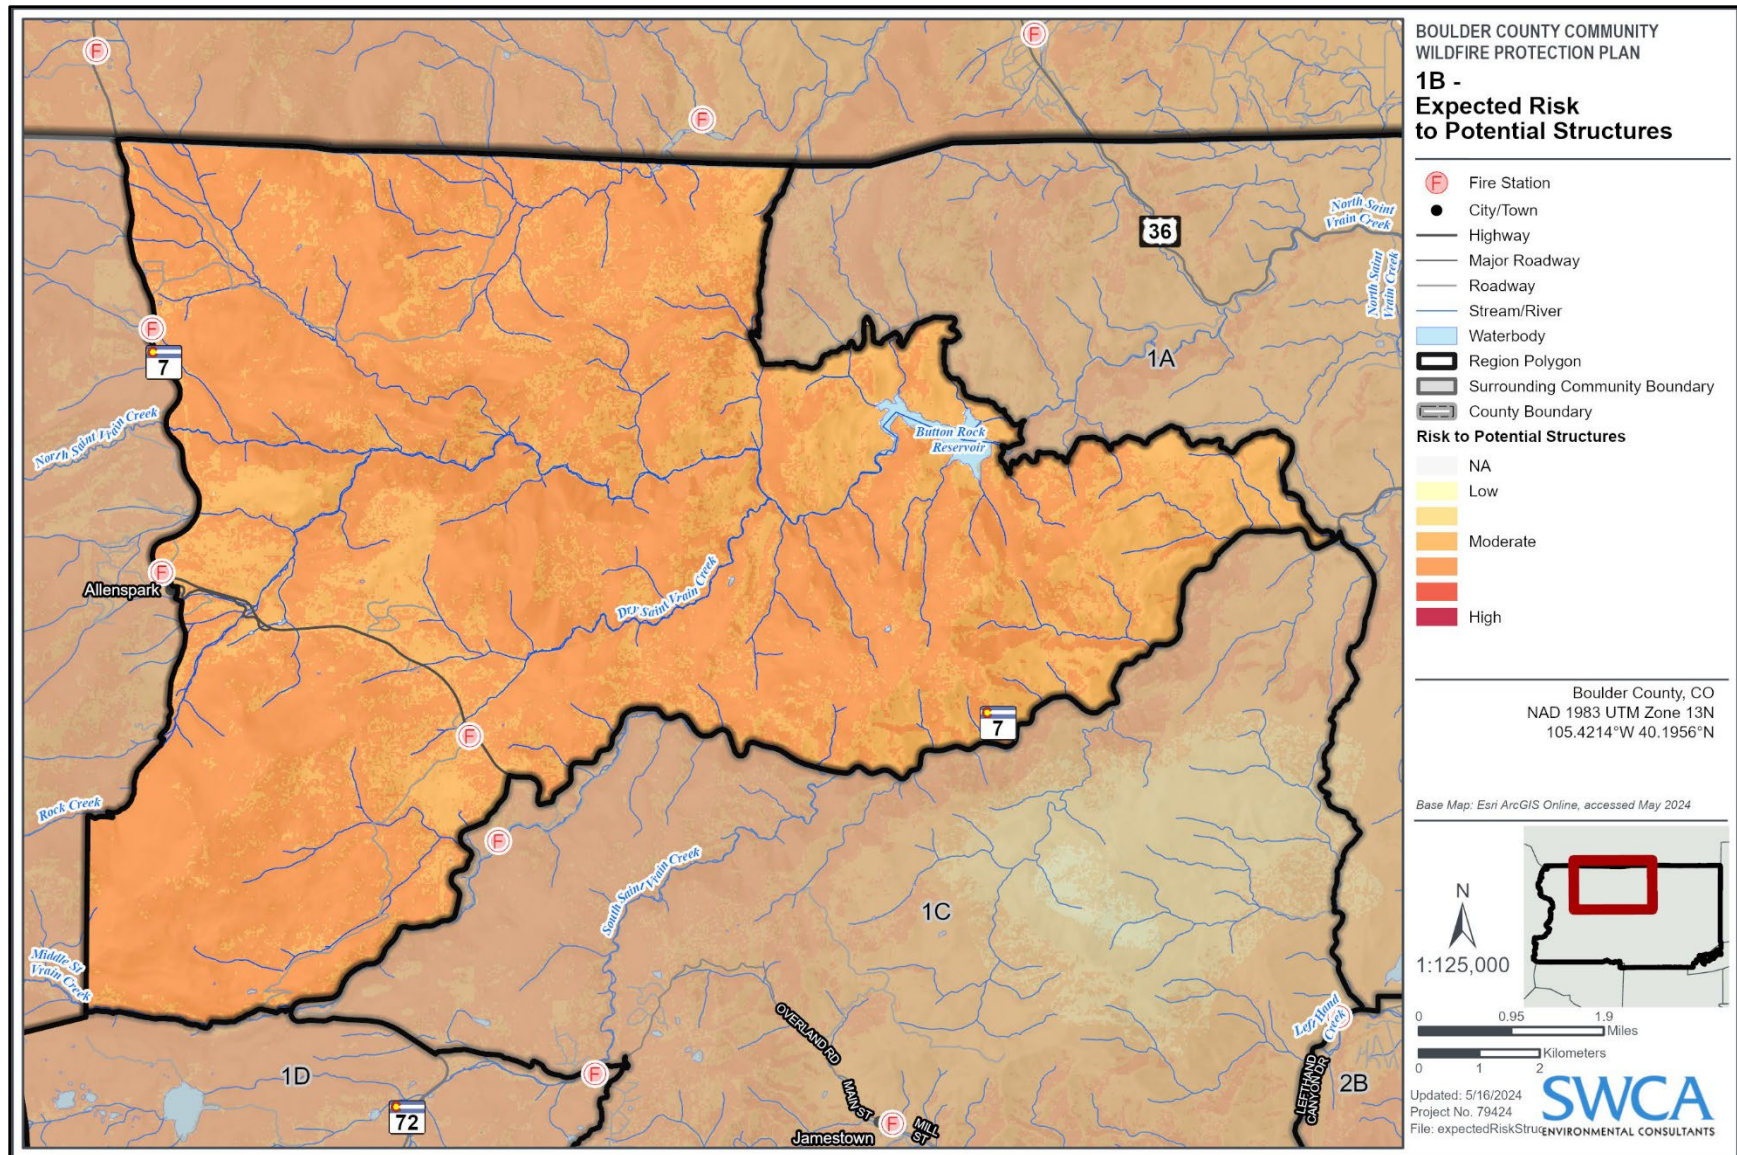 BOULDER COUNTY COMMUNITY
WILDFIRE PROTECTION PLAN
1B -
Expected Risk
to Potential Structures
F Fire Station
City/Town
Highway
Major Roadway
Roadway
Stream/River
Waterbody
Region Polygon
Surrounding Community Boundary
County Boundary
Risk to Potential Structures
NA
Low
Moderate
High
Boulder County, CO
NAD 1983 UTM Zone 13N
105.4214°W 40.1956°N
Base Map: Esri ArcGIS Online, accessed May 2024
N
1:125,000
0 0.95 1.9
Miles
Kilometers
0 1 2
Updated: 5/16/2024
Project No. 79424
File: expectedRiskStruc
SWCA
ENVIRONMENTAL CONSULTANTS
F
F
F
North Saint
Vrain Creek
36
North Saint
Vrain Creek
F
7
1A
North Saint Vrain Creek
Button Rock
Reservoir
F
Allenspark
Dry Saint Vrain Creek
7
F
Rock Creek
F
South Saint Vrain Creek
1C
Middle St
Vrain Creek
OVERLAND RD
Left Hand
Creek
F
1D
F
72
MAIN ST
F
MILL
ST
Jamestown
LEFTHAND
CANYON DR
2B